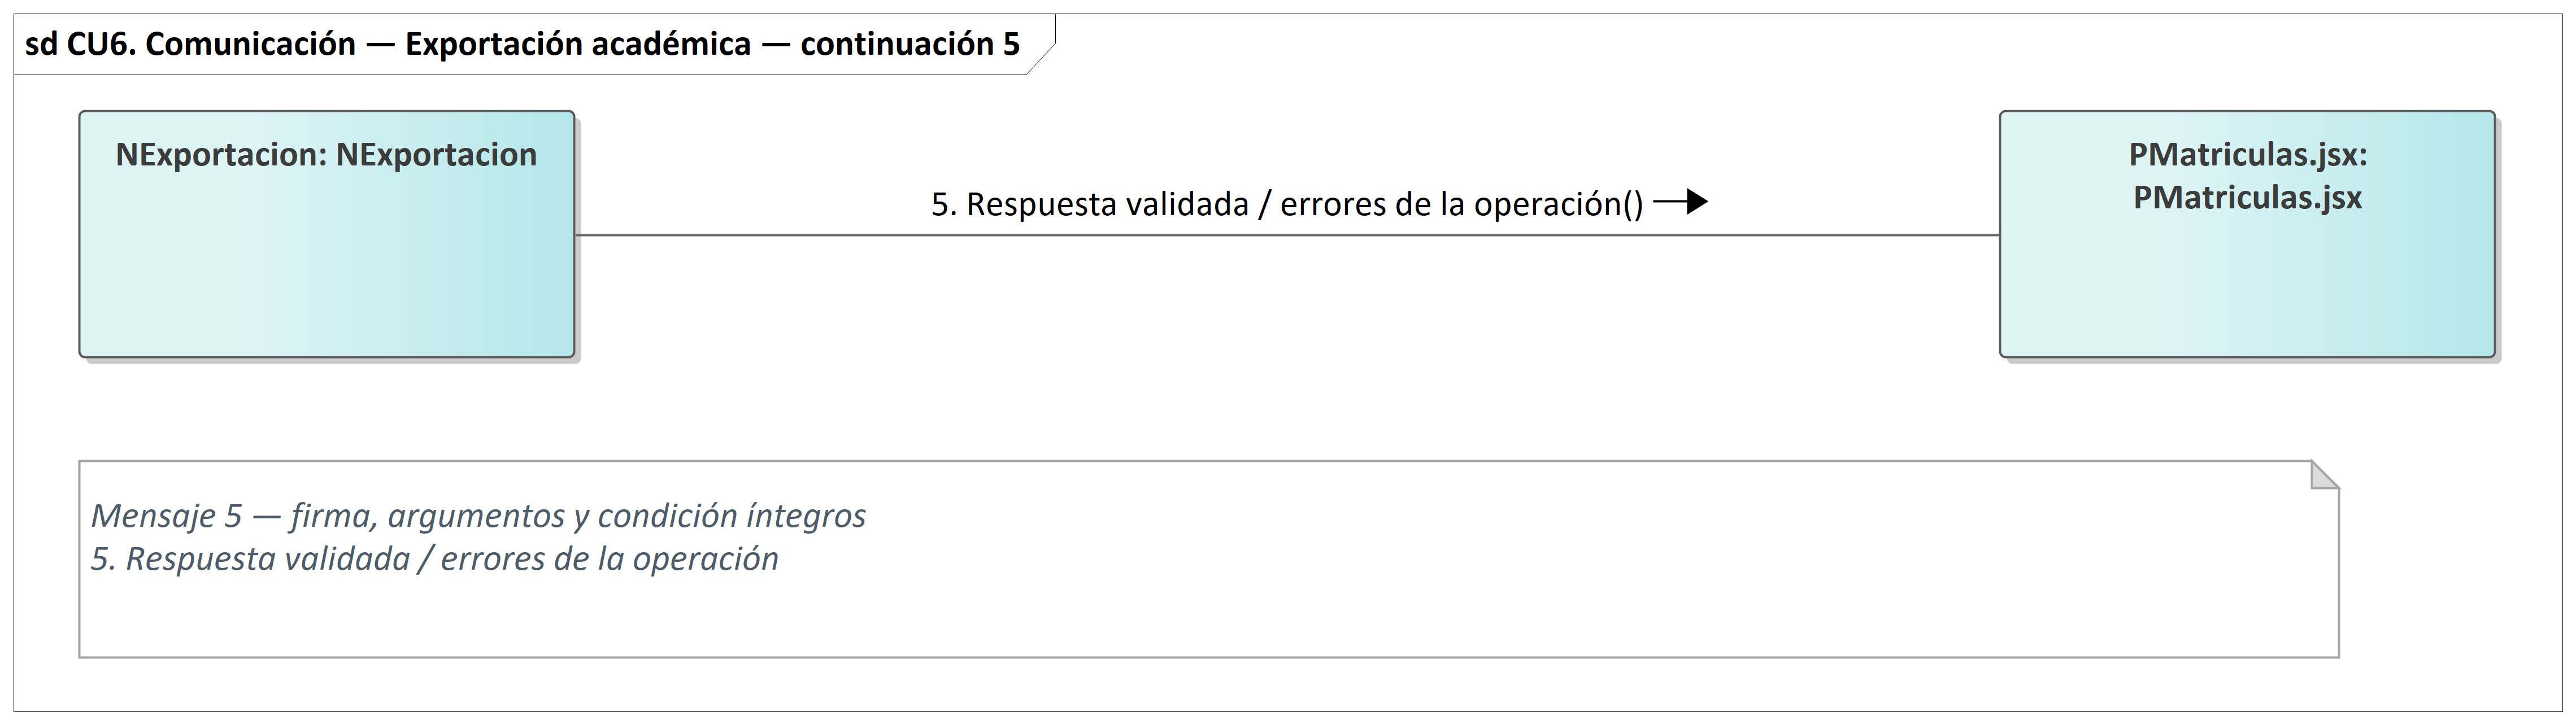 sd CU6. Comunicación — Exportación académica — continuación 5
NExportacion: NExportacion
PMatriculas.jsx:
PMatriculas.jsx
5. Respuesta validada / errores de la operación()
Mensaje 5 — firma, argumentos y condición íntegros
5. Respuesta validada / errores de la operación